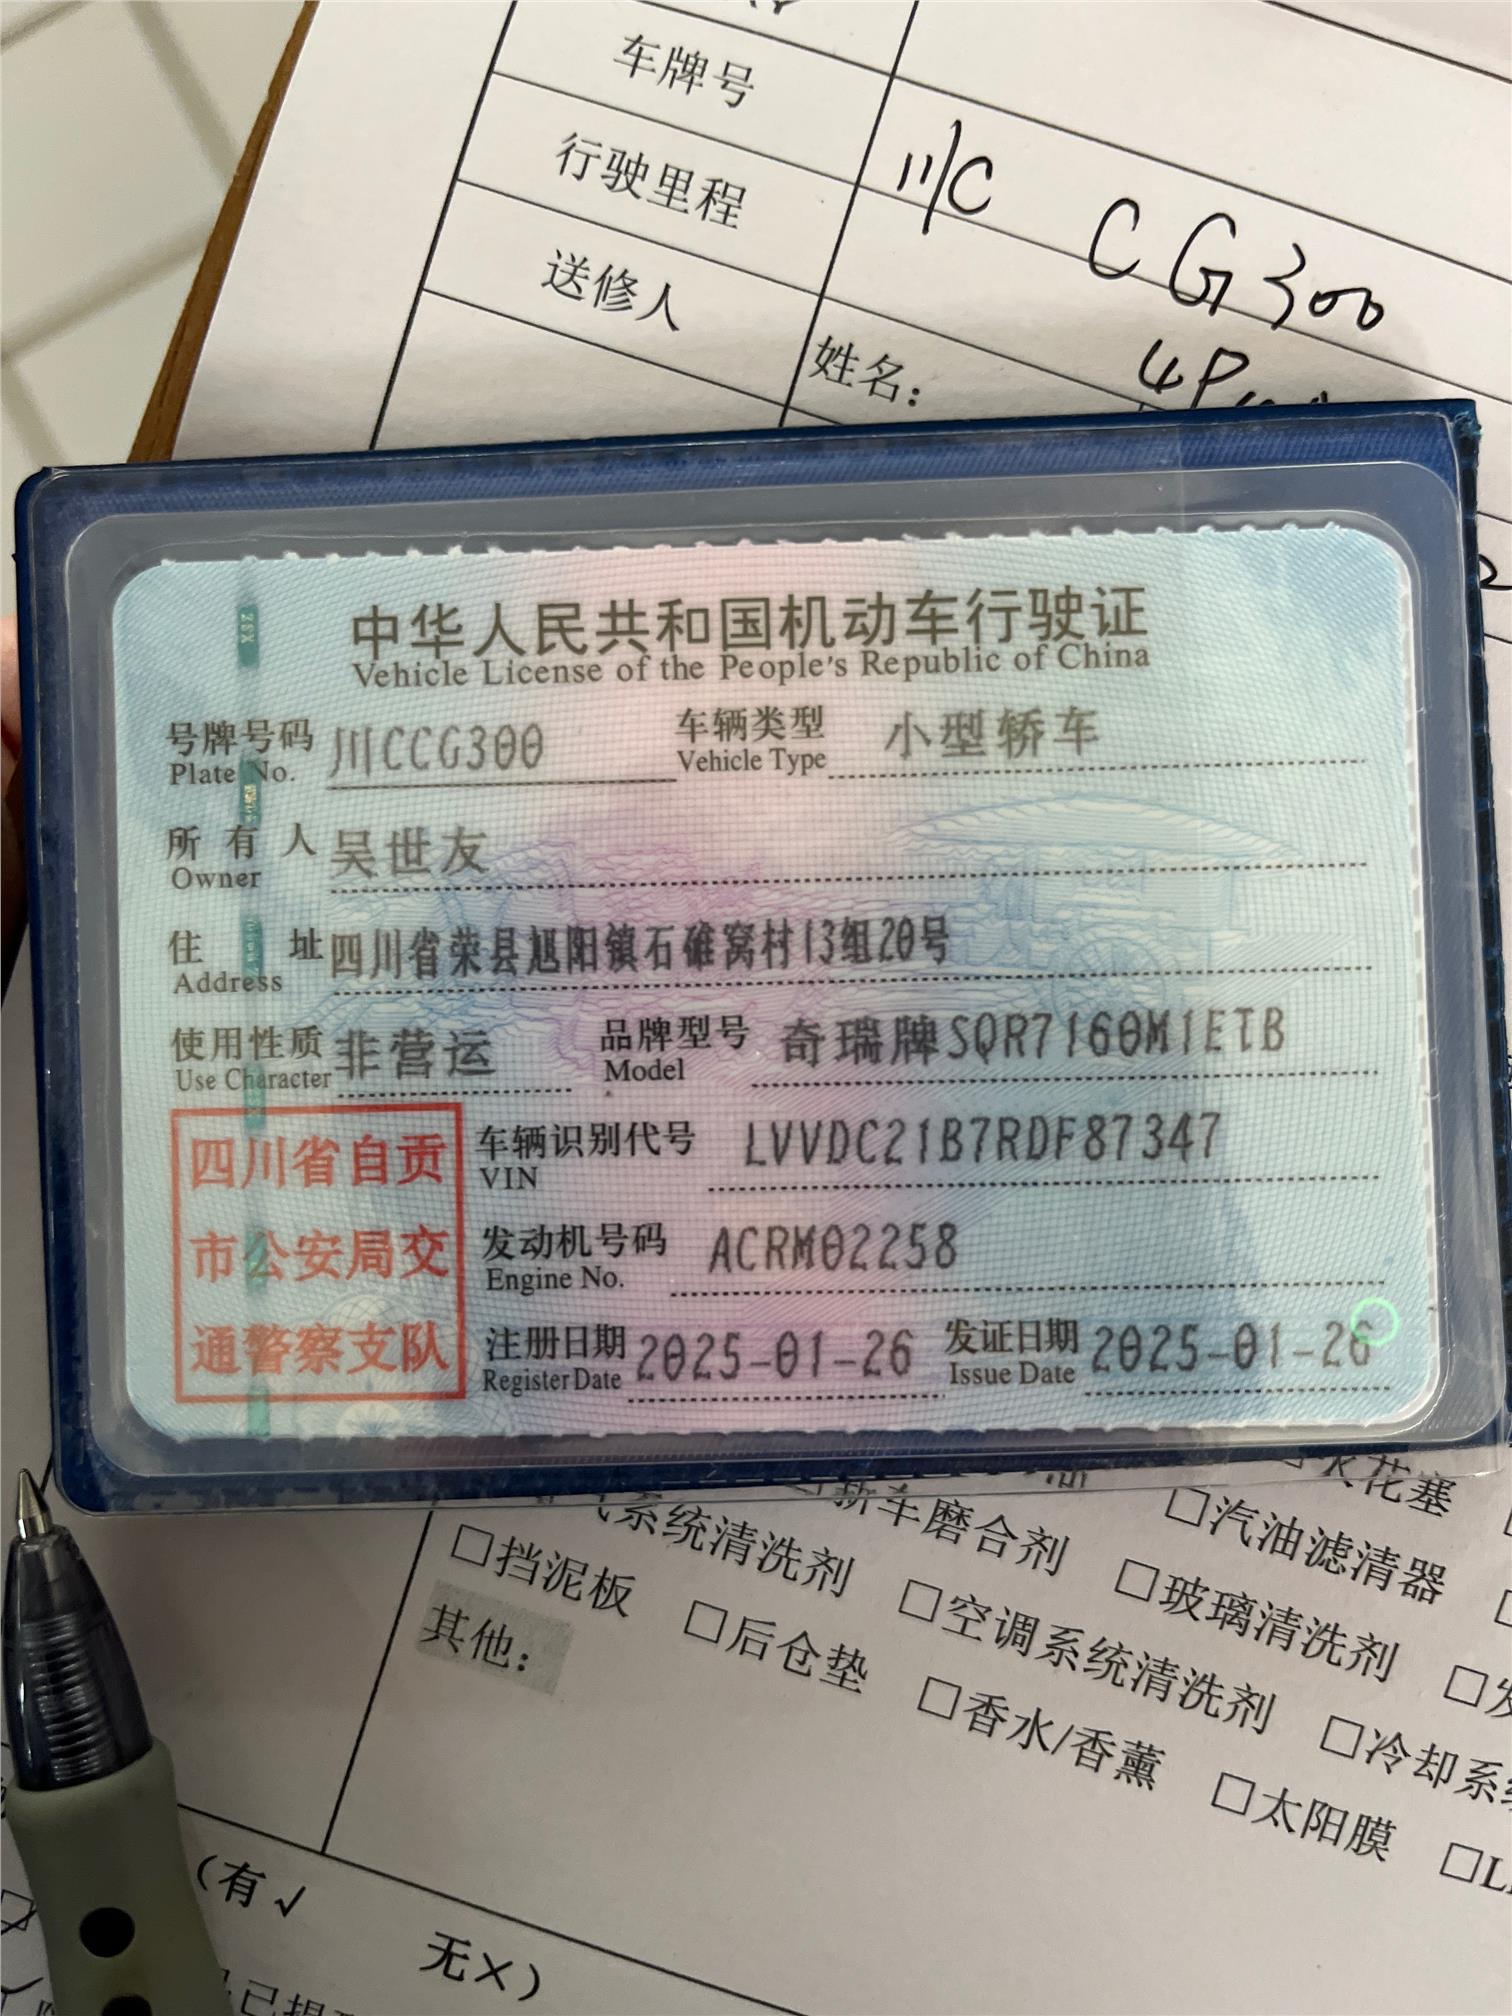 车牌号
川C CG300
行驶里程
送修人
姓名：
中华人民共和国机动车行驶证
Vehicle License of the People's Republic of China
号牌号码 川CCG300 车辆类型 小型轿车
Plate No. Vehicle Type
所有人 吴世友
Owner
住址 四川省荣县旭阳镇石碓窝村13组20号
Address
使用性质 非营运 品牌型号 奇瑞牌SQR7160M1ETB
Use Character Model
四川省自贡
市公安局交
通警察支队
车辆识别代号 LVVDC21B7RDF87347
VIN
发动机号码 ACRM02258
Engine No.
注册日期 2025-01-26 发证日期 2025-01-26
Register Date Issue Date
火花塞
系统清洗剂 □新车磨合剂 □汽油滤清器
□挡泥板 □空调系统清洗剂 □玻璃清洗剂
其他： □后仓垫 □香水/香薰 □冷却系
□太阳膜
（有√ 无×）